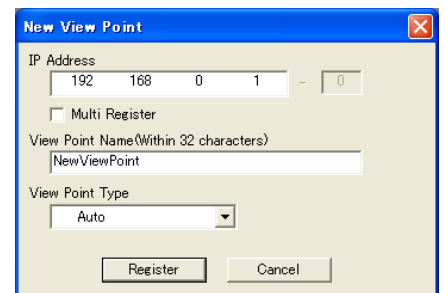 New View Point
IP Address
192 168 0 1 - 0
Multi Register
View Point Name(Within 32 characters)
NewViewPoint
View Point Type
Auto
Register Cancel